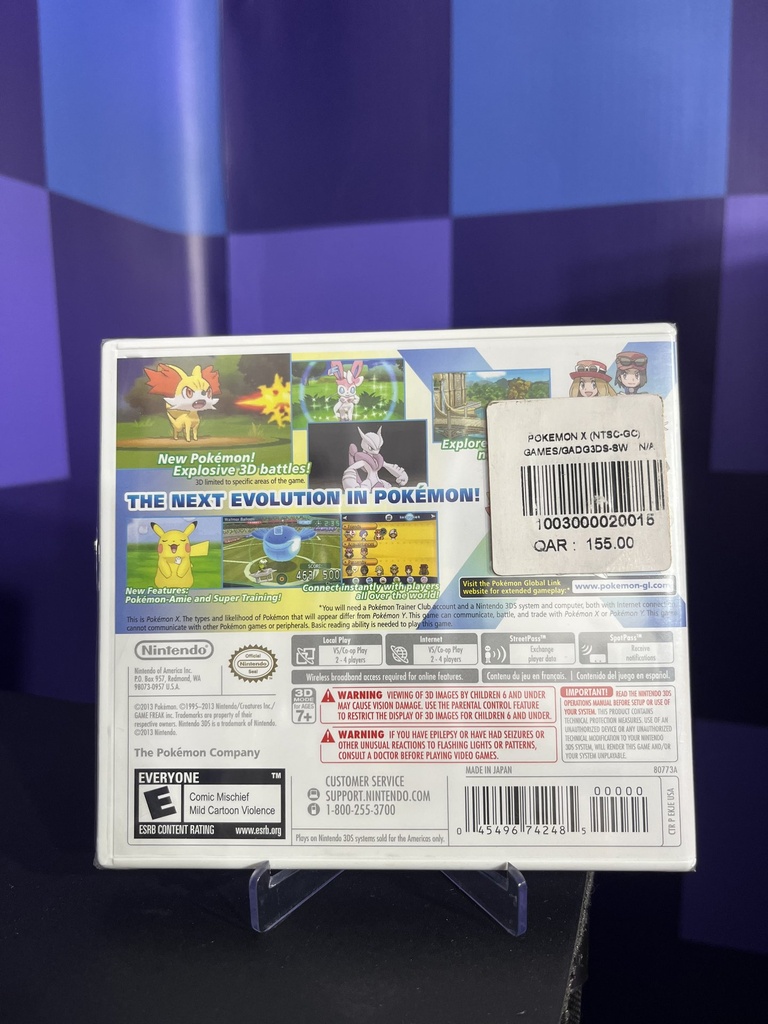 New Pokémon!
Explosive 3D battles!
3D limited to specific areas of the game.
Explore
POKEMON X (NTSC-GC)
GAMES/GADG3DS-SW N/A
1003000020015
QAR : 155.00
THE NEXT EVOLUTION IN POKÉMON!
New Features:
Pokémon-Amie and Super Training!
Connect instantly with players
all over the world!
Visit the Pokémon Global Link
website for extended gameplay.*
www.pokemon-gl.com
*You will need a Pokémon Trainer Club account and a Nintendo 3DS system and computer, both with Internet connection.
This is Pokémon X. The types and likelihood of Pokémon that will appear differ from Pokémon Y. This game can communicate, battle, and trade with Pokémon X or Pokémon Y. This game
cannot communicate with other Pokémon games or peripherals. Basic reading ability is needed to play this game.
Nintendo
Nintendo of America Inc.
P.O. Box 957, Redmond, WA
98073-0957 U.S.A.
Official
Nintendo
Seal
Local Play
VS/Co-op Play
2 - 4 players
Internet
VS/Co-op Play
2 - 4 players
StreetPass™
Exchange
player data
SpotPass™
Receive
notifications
Wireless broadband access required for online features.
Contenu du jeu en français.
Contenido del juego en español.
©2013 Pokémon. ©1995–2013 Nintendo/Creatures Inc./
GAME FREAK inc. Trademarks are property of their
respective owners. Nintendo 3DS is a trademark of Nintendo.
©2013 Nintendo.
The Pokémon Company
3D
MODE
for AGES
7+
WARNING VIEWING OF 3D IMAGES BY CHILDREN 6 AND UNDER
MAY CAUSE VISION DAMAGE. USE THE PARENTAL CONTROL FEATURE
TO RESTRICT THE DISPLAY OF 3D IMAGES FOR CHILDREN 6 AND UNDER.
WARNING IF YOU HAVE EPILEPSY OR HAVE HAD SEIZURES OR
OTHER UNUSUAL REACTIONS TO FLASHING LIGHTS OR PATTERNS,
CONSULT A DOCTOR BEFORE PLAYING VIDEO GAMES.
IMPORTANT! READ THE NINTENDO 3DS
OPERATIONS MANUAL BEFORE SETUP OR USE OF
YOUR SYSTEM. THIS PRODUCT CONTAINS
TECHNICAL PROTECTION MEASURES. USE OF AN
UNAUTHORIZED DEVICE OR ANY UNAUTHORIZED
TECHNICAL MODIFICATION TO YOUR NINTENDO
3DS SYSTEM, WILL RENDER THIS GAME AND/OR
YOUR SYSTEM UNPLAYABLE.
EVERYONE ™
E
Comic Mischief
Mild Cartoon Violence
ESRB CONTENT RATING www.esrb.org
CUSTOMER SERVICE
SUPPORT.NINTENDO.COM
1-800-255-3700
Plays on Nintendo 3DS systems sold for the Americas only.
MADE IN JAPAN
80773A
00000
0 45496 74248 5
CTR P EKJE USA